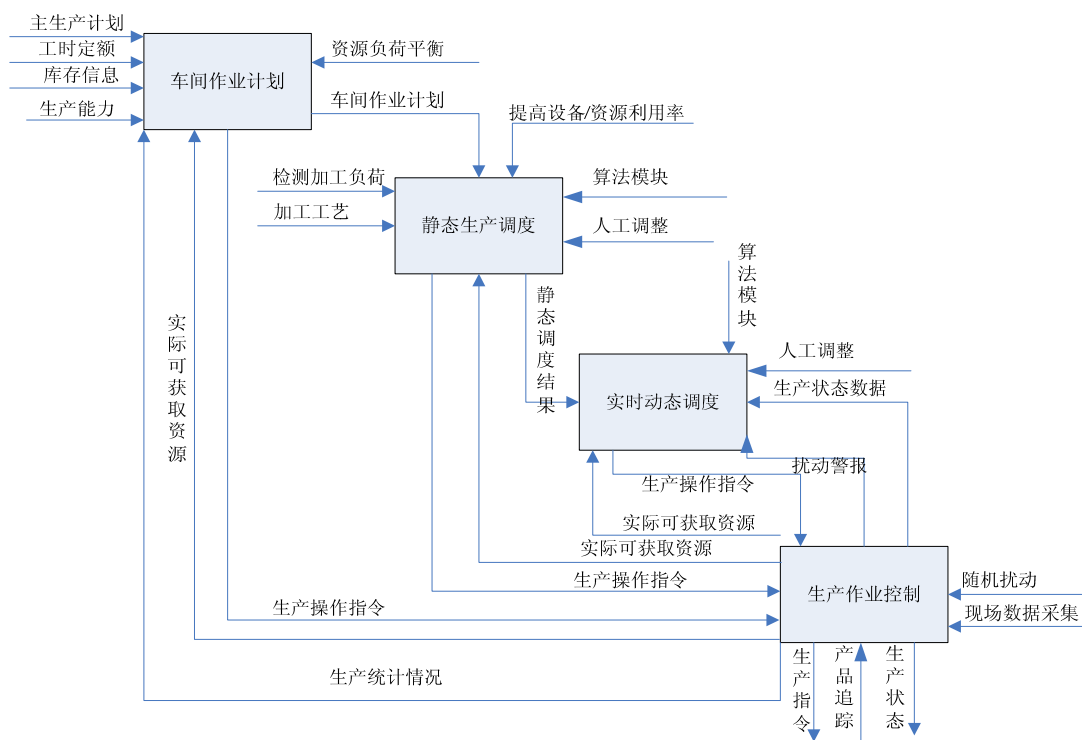 主生产计划
工时定额
库存信息
生产能力
车间作业计划
资源负荷平衡
车间作业计划
提高设备/资源利用率
检测加工负荷
加工工艺
静态生产调度
算法模块
人工调整
算法模块
静态调度结果
实际可获取资源
实时动态调度
人工调整
生产状态数据
扰动警报
生产操作指令
实际可获取资源
实际可获取资源
生产操作指令
生产操作指令
生产作业控制
随机扰动
现场数据采集
生产统计情况
生产指令
产品追踪
生产状态